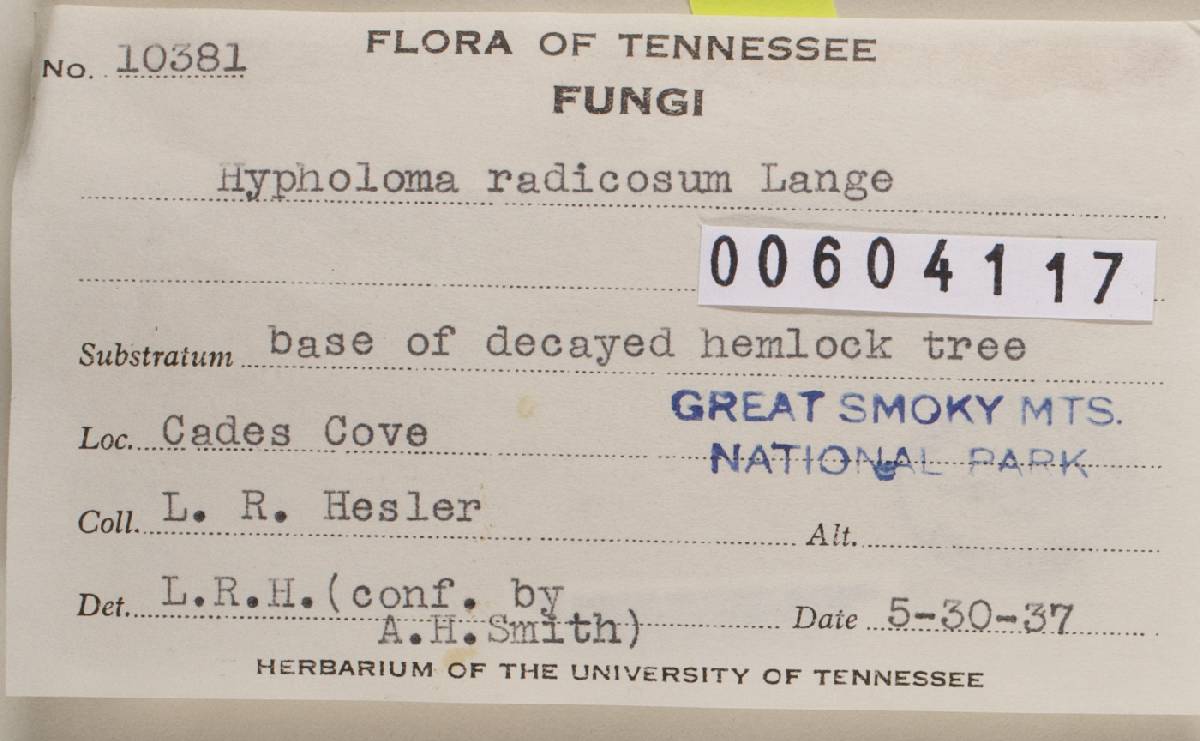 No. 10381
FLORA OF TENNESSEE
FUNGI
Hypholoma radicosum Lange
00604117
Substratum base of decayed hemlock tree
Loc. Cades Cove
GREAT SMOKY MTS.
NATIONAL PARK
Coll. L. R. Hesler
Alt.
Det. L.R.H.(conf. by
A.H.Smith)
Date 5-30-37
HERBARIUM OF THE UNIVERSITY OF TENNESSEE